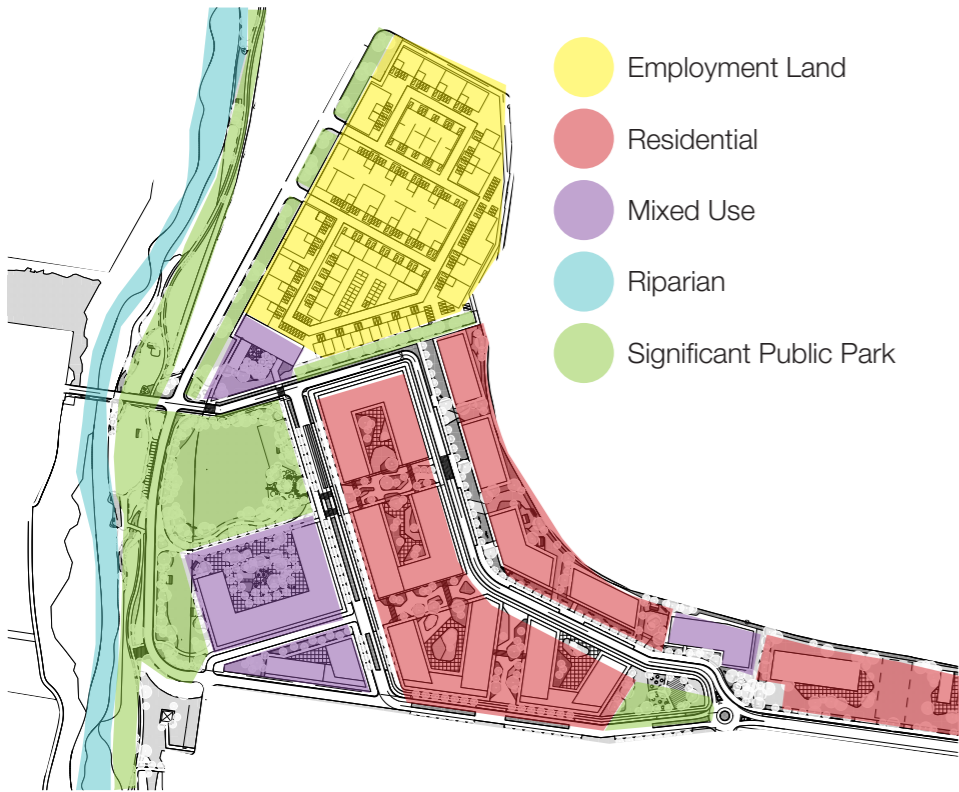 Employment Land
Residential
Mixed Use
Riparian
Significant Public Park